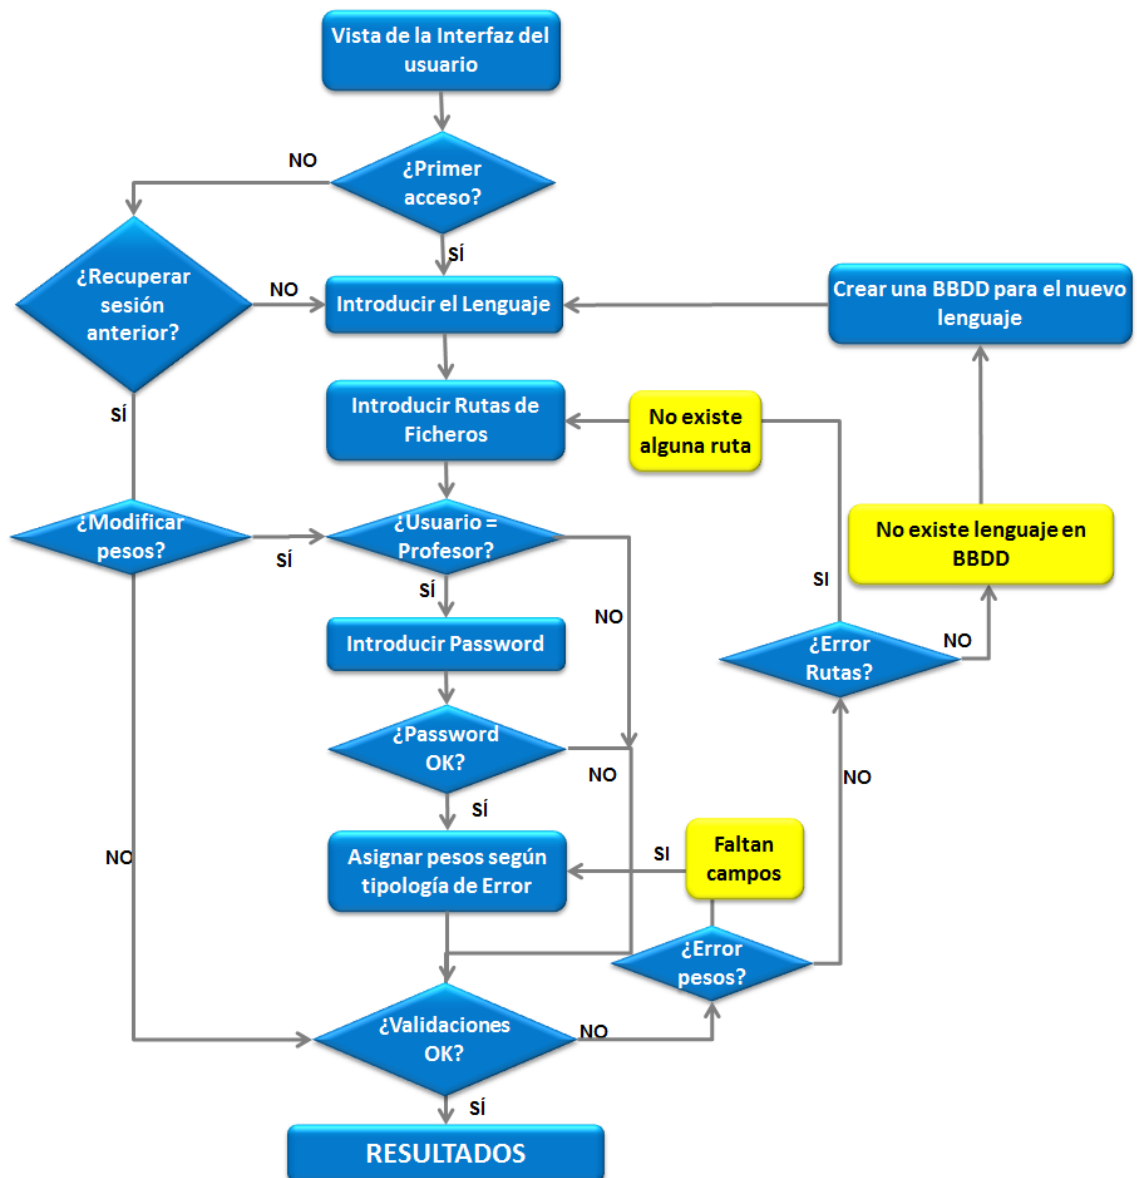 Vista de la Interfaz del
usuario
NO
¿Primer
acceso?
SÍ
¿Recuperar
sesión
anterior?
NO
Introducir el Lenguaje
Crear una BBDD para el nuevo
lenguaje
SÍ
Introducir Rutas de
Ficheros
No existe
alguna ruta
¿Modificar
pesos?
SÍ
¿Usuario =
Profesor?
No existe lenguaje en
BBDD
SÍ
NO
SI
Introducir Password
¿Error
Rutas?
NO
¿Password
OK?
NO
NO
SÍ
NO
Asignar pesos según
tipología de Error
SI
Faltan
campos
¿Error
pesos?
¿Validaciones
OK?
NO
SÍ
RESULTADOS